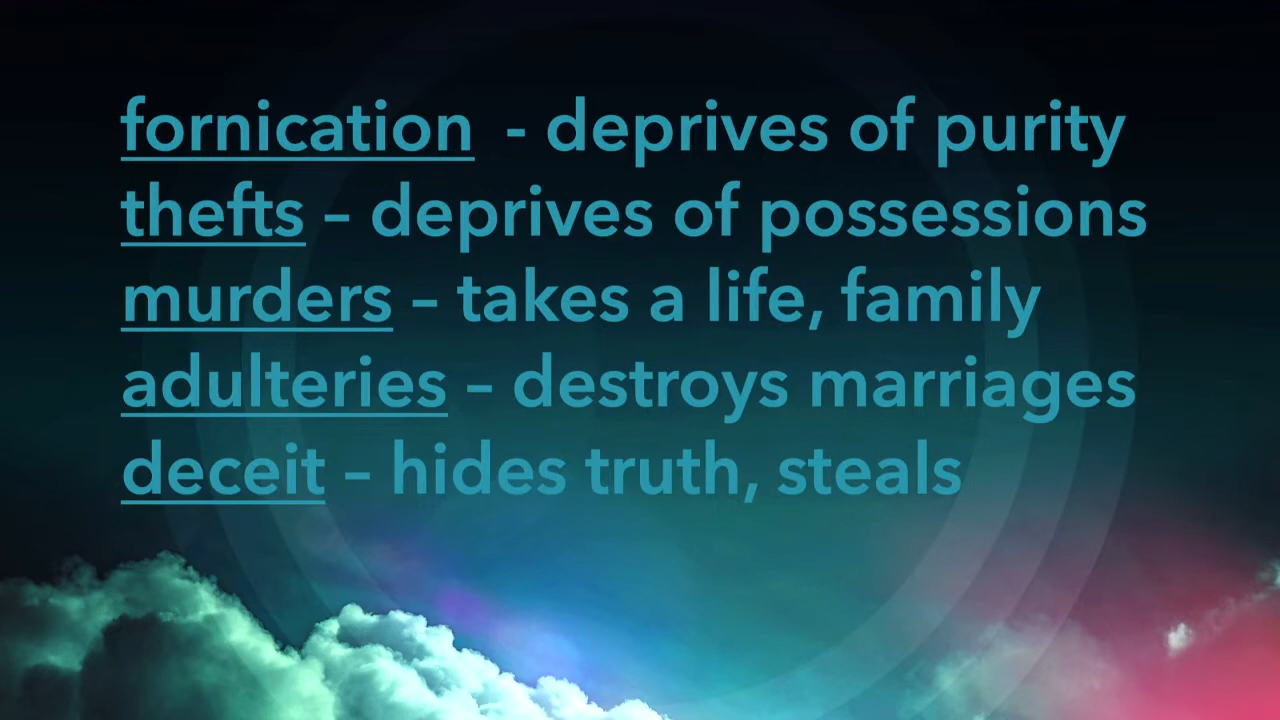 fornication - deprives of purity
thefts – deprives of possessions
murders – takes a life, family
adulteries – destroys marriages
deceit – hides truth, steals